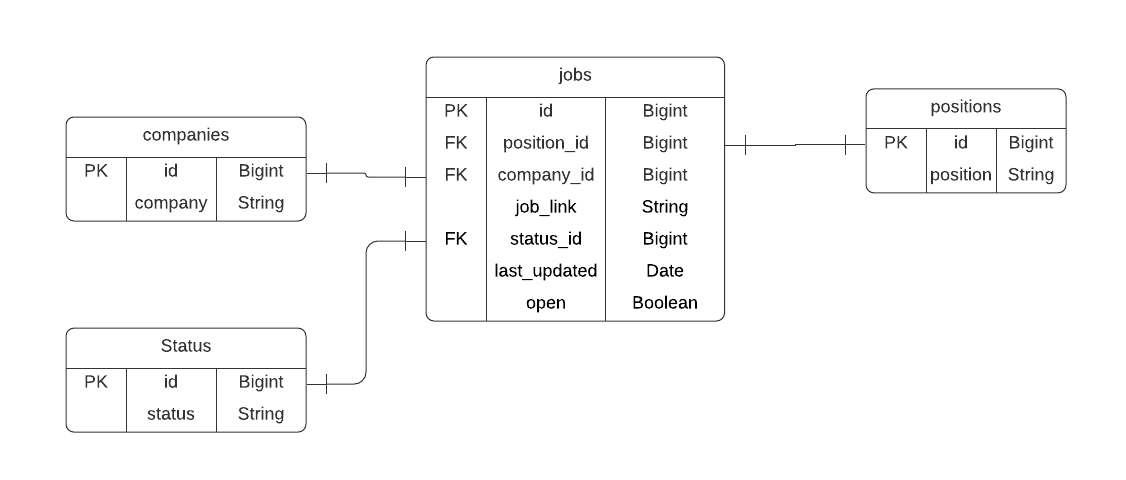 jobs
PK id Bigint
FK position_id Bigint
FK company_id Bigint
job_link String
FK status_id Bigint
last_updated Date
open Boolean
companies
PK id Bigint
company String
positions
PK id Bigint
position String
Status
PK id Bigint
status String